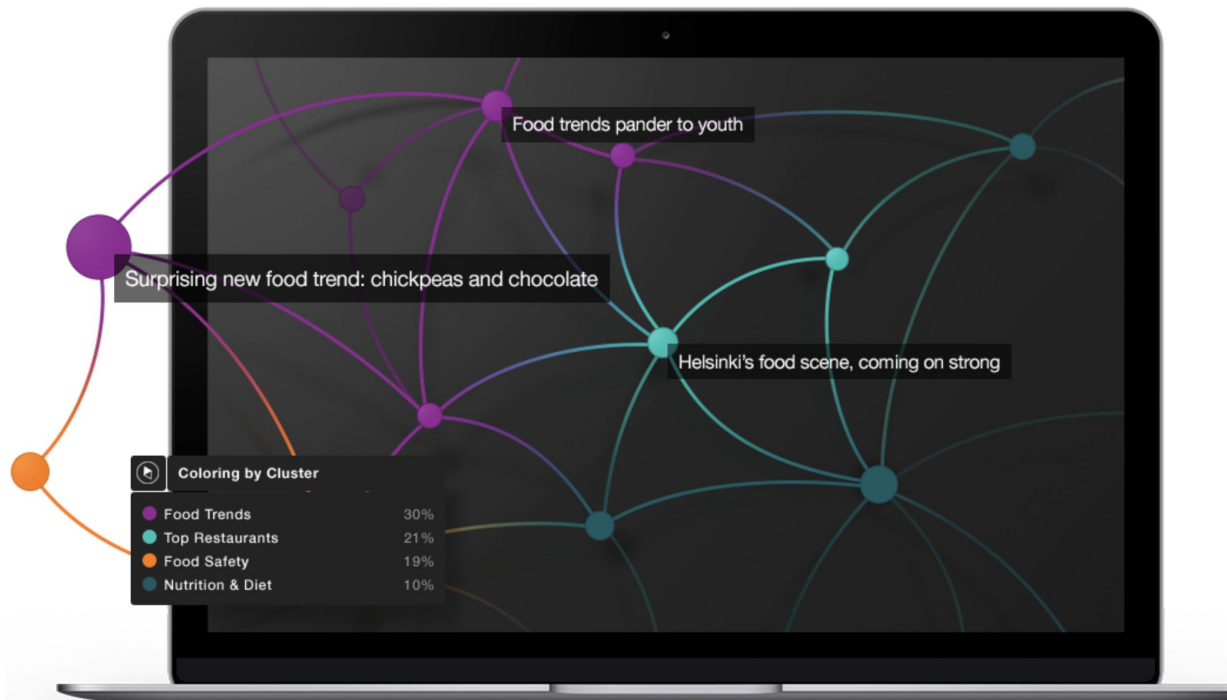 Food trends pander to youth
Surprising new food trend: chickpeas and chocolate
Helsinki's food scene, coming on strong
Coloring by Cluster
Food Trends 30%
Top Restaurants 21%
Food Safety 19%
Nutrition & Diet 10%